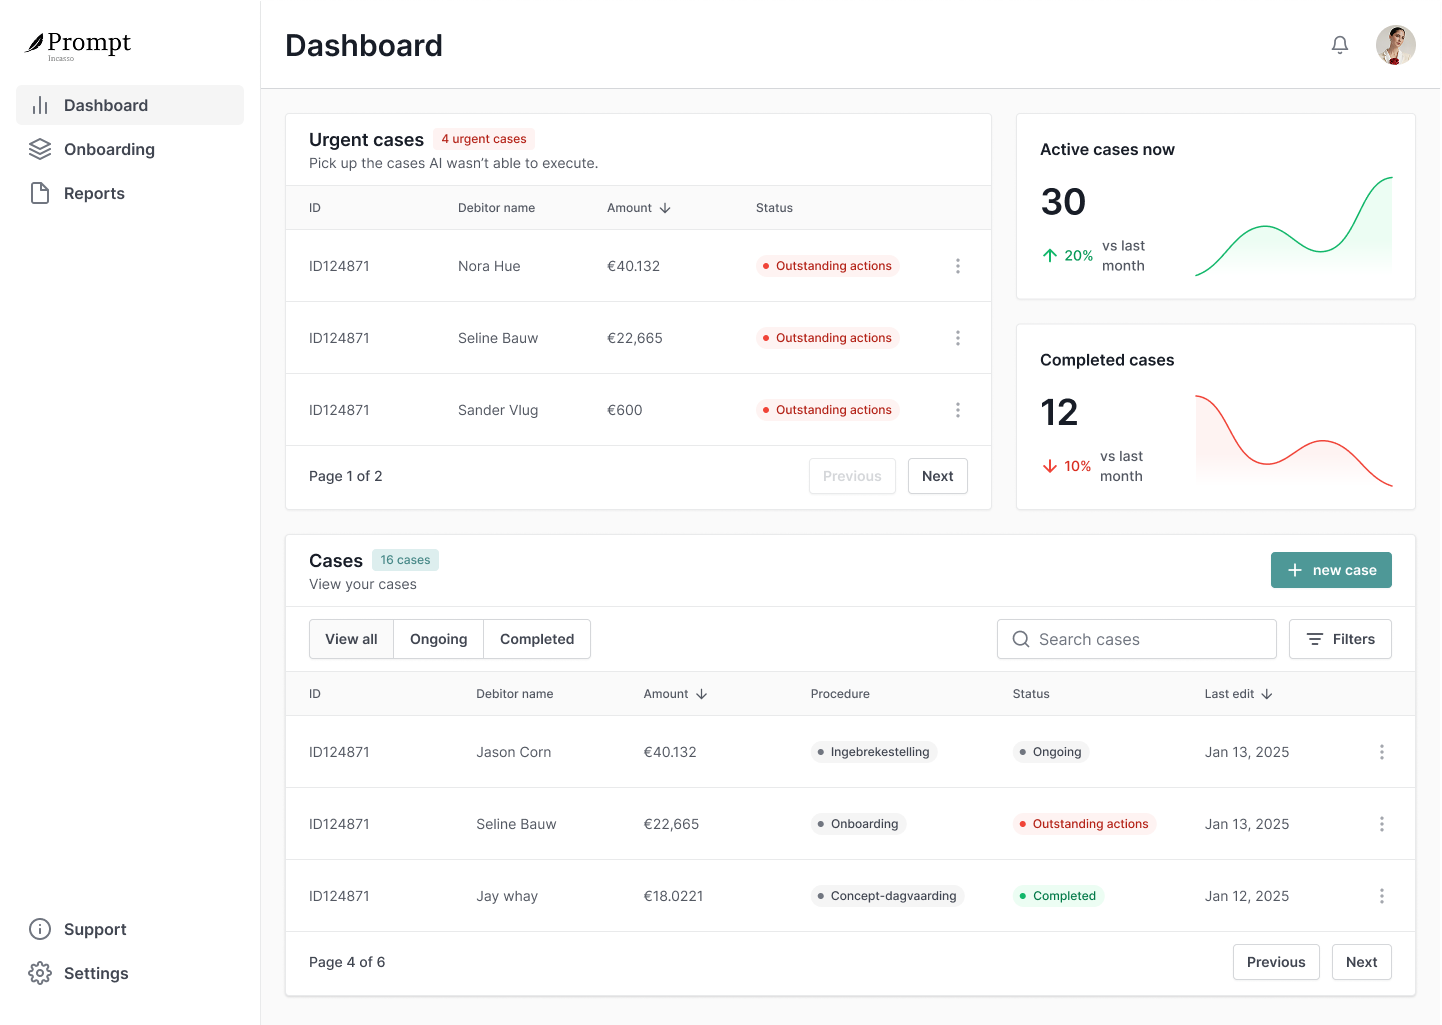 Prompt
Incasso
Dashboard
Onboarding
Reports
Support
Settings
Dashboard
Urgent cases 4 urgent cases
Pick up the cases AI wasn’t able to execute.
ID Debitor name Amount Status
ID124871 Nora Hue €40.132 Outstanding actions
ID124871 Seline Bauw €22,665 Outstanding actions
ID124871 Sander Vlug €600 Outstanding actions
Page 1 of 2 Previous Next
Active cases now
30
20% vs last
month
Completed cases
12
10% vs last
month
Cases 16 cases
View your cases
new case
View all Ongoing Completed Search cases Filters
ID Debitor name Amount Procedure Status Last edit
ID124871 Jason Corn €40.132 Ingebrekestelling Ongoing Jan 13, 2025
ID124871 Seline Bauw €22,665 Onboarding Outstanding actions Jan 13, 2025
ID124871 Jay whay €18.0221 Concept-dagvaarding Completed Jan 12, 2025
Page 4 of 6 Previous Next